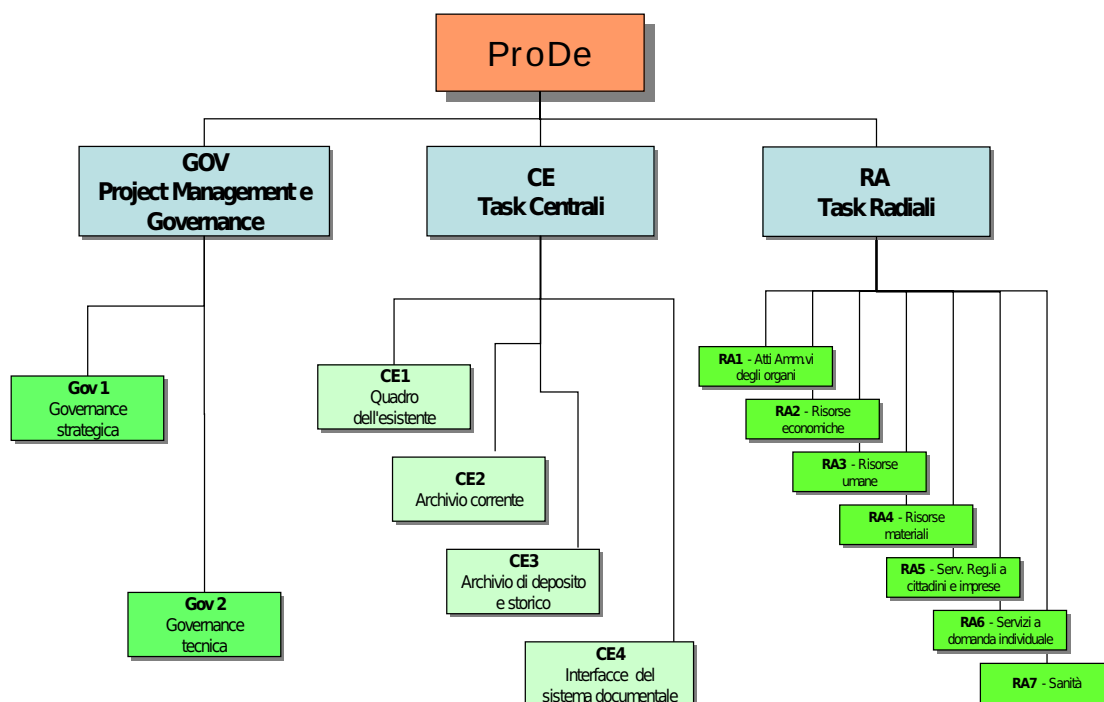 ProDe
GOV
Project Management e
Governance
CE
Task Centrali
RA
Task Radiali
Gov 1
Governance
strategica
Gov 2
Governance
tecnica
CE1
Quadro
dell'esistente
CE2
Archivio corrente
CE3
Archivio di deposito
e storico
CE4
Interfacce del
sistema documentale
RA1 - Atti Amm.vi
degli organi
RA2 - Risorse
economiche
RA3 - Risorse
umane
RA4 - Risorse
materiali
RA5 - Serv. Reg.li a
cittadini e imprese
RA6 - Servizi a
domanda individuale
RA7 - Sanità